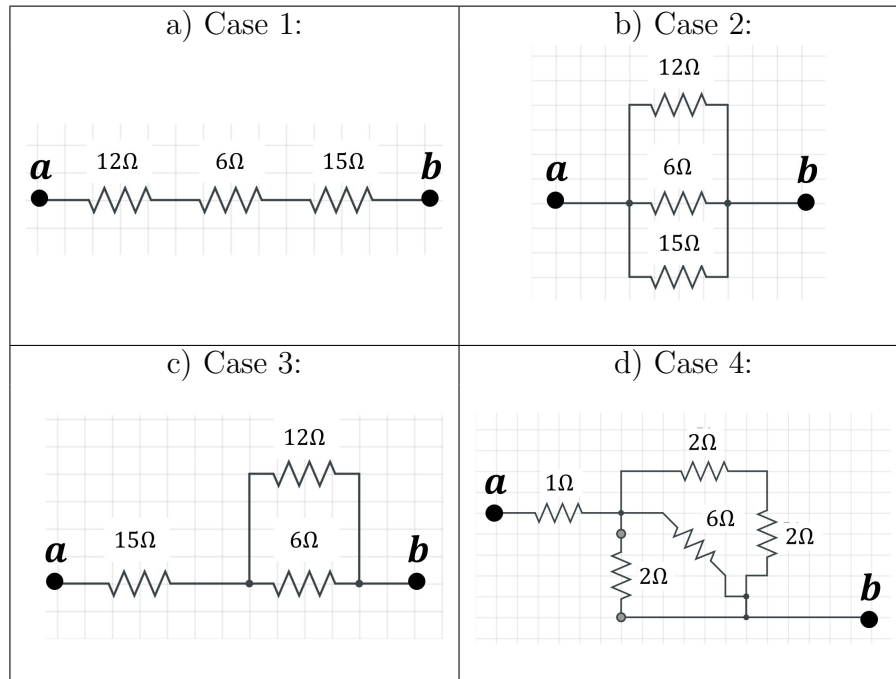 a) Case 1:
a 12Ω 6Ω 15Ω b
b) Case 2:
12Ω
a 6Ω b
15Ω
c) Case 3:
12Ω
a 15Ω 6Ω b
d) Case 4:
2Ω
a 1Ω
6Ω 2Ω
2Ω b